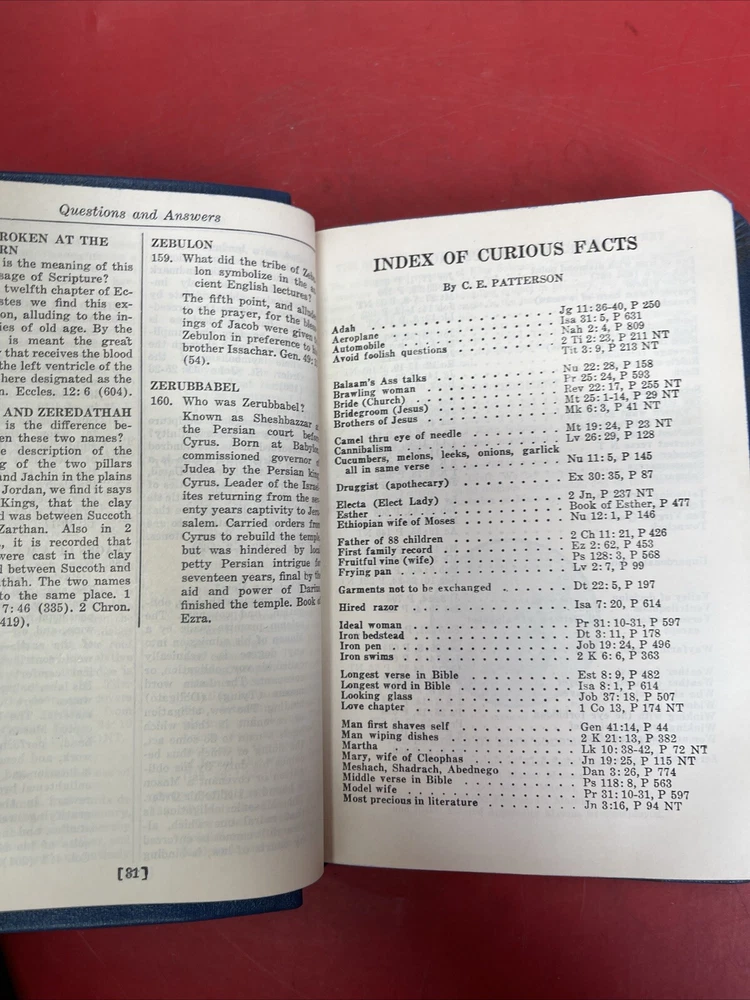 Questions and Answers
ROKEN AT THE
RN
is the meaning of this
sage of Scripture?
twelfth chapter of Ec-
stes we find this ex-
on, alluding to the in-
ies of old age. By the
is meant the great
that receives the blood
the left ventricle of the
here designated as the
n. Eccles. 12:6 (604).
AND ZEREDATHAH
is the difference be-
en these two names?
e description of the
g of the two pillars
and Jachin in the plains
Jordan, we find it says
Kings, that the clay
d was between Succoth
Zarthan. Also in 2
, it is recorded that
were cast in the clay
d between Succoth and
thah. The two names
to the same place. 1
7:46 (335). 2 Chron.
419).
ZEBULON
159. What did the tribe of Zebu
lon symbolize in the an
cient English lectures?
The fifth point, and allud
to the prayer, for the bless
ings of Jacob were given
Zebulon in preference to h
brother Issachar. Gen. 49:
(54).
ZERUBBABEL
160. Who was Zerubbabel?
Known as Sheshbazzar
the Persian court before
Cyrus. Born at Babylo
commissioned governor
Judea by the Persian king
Cyrus. Leader of the Israe
ites returning from the sev
enty years captivity to Jeru
salem. Carried orders from
Cyrus to rebuild the temple
but was hindered by local
petty Persian intrigue f
seventeen years, final by the
aid and power of Darius
finished the temple. Book of
Ezra.
[31]
INDEX OF CURIOUS FACTS
By C. E. PATTERSON
Adah . . . . . Jg 11:36-40, P 250
Aeroplane . . . . . Isa 31:5, P 631
Automobile . . . . . Nah 2:4, P 809
Avoid foolish questions . . . . . 2 Ti 2:23, P 211 NT
Tit 3:9, P 213 NT
Balaam's Ass talks . . . . . Nu 22:28, P 158
Brawling woman . . . . . Pr 25:24, P 593
Bride (Church) . . . . . Rev 22:17, P 255 NT
Bridegroom (Jesus) . . . . . Mt 25:1-14, P 29 NT
Brothers of Jesus . . . . . Mk 6:3, P 41 NT
Camel thru eye of needle . . . . . Mt 19:24, P 23 NT
Cannibalism . . . . . Lv 26:29, P 128
Cucumbers, melons, leeks, onions, garlick
all in same verse . . . . . Nu 11:5, P 145
Druggist (apothecary) . . . . . Ex 30:35, P 87
Electa (Elect Lady) . . . . . 2 Jn, P 237 NT
Esther . . . . . Book of Esther, P 477
Ethiopian wife of Moses . . . . . Nu 12:1, P 146
Father of 88 children . . . . . 2 Ch 11:21, P 426
First family record . . . . . Ez 2:62, P 453
Fruitful vine (wife) . . . . . Ps 128:3, P 568
Frying pan . . . . . Lv 2:7, P 99
Garments not to be exchanged . . . . . Dt 22:5, P 197
Hired razor . . . . . Isa 7:20, P 614
Ideal woman . . . . . Pr 31:10-31, P 597
Iron bedstead . . . . . Dt 3:11, P 178
Iron pen . . . . . Job 19:24, P 496
Iron swims . . . . . 2 K 6:6, P 363
Longest verse in Bible . . . . . Est 8:9, P 482
Longest word in Bible . . . . . Isa 8:1, P 614
Looking glass . . . . . Job 37:18, P 507
Love chapter . . . . . 1 Co 13, P 174 NT
Man first shaves self . . . . . Gen 41:14, P 44
Man wiping dishes . . . . . 2 K 21:13, P 382
Martha . . . . . Lk 10:38-42, P 72 NT
Mary, wife of Cleophas . . . . . Jn 19:25, P 115 NT
Meshach, Shadrach, Abednego . . . . . Dan 3:26, P 774
Middle verse in Bible . . . . . Ps 118:8, P 563
Model wife . . . . . Pr 31:10-31, P 597
Most precious in literature . . . . . Jn 3:16, P 94 NT